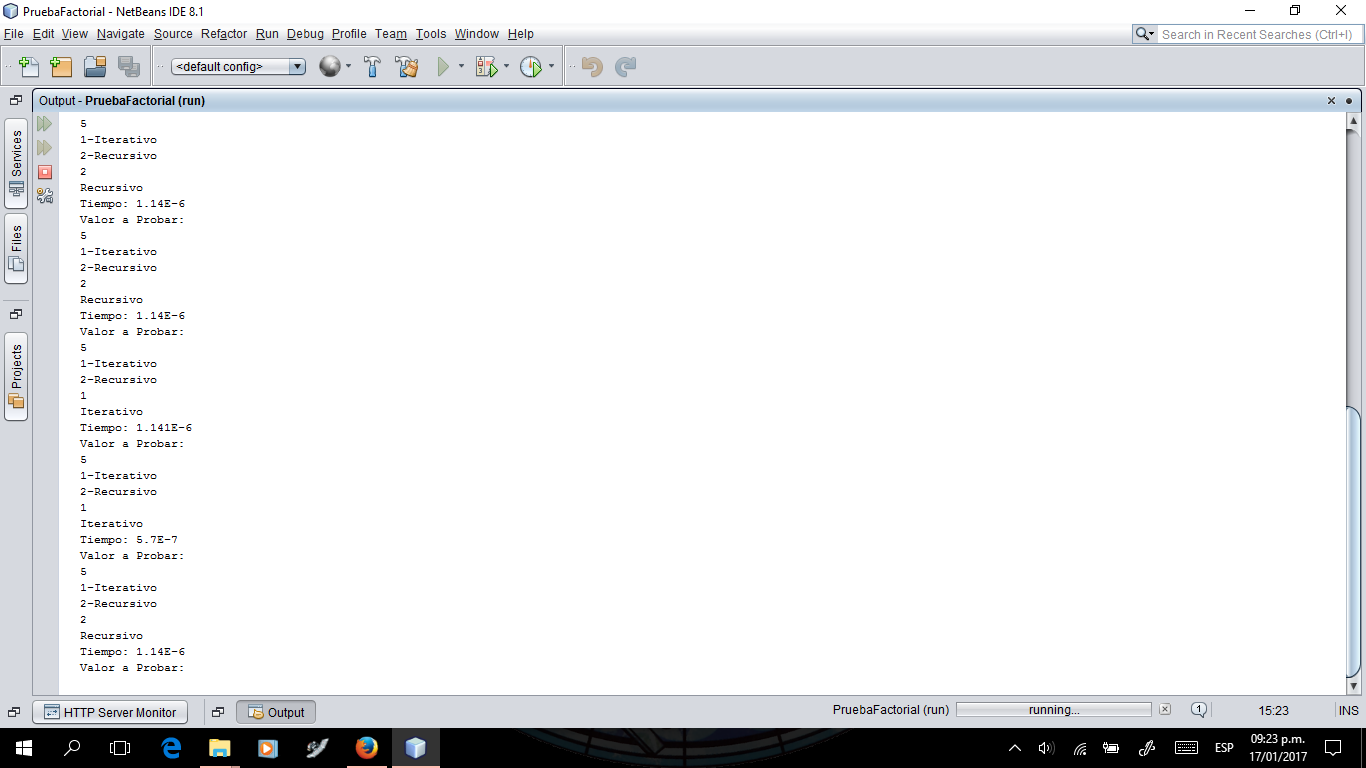 PruebaFactorial - NetBeans IDE 8.1
File Edit View Navigate Source Refactor Run Debug Profile Team Tools Window Help
Search in Recent Searches (Ctrl+I)
<default config>
Output - PruebaFactorial (run)
Services
Files
Projects
5
1-Iterativo
2-Recursivo
2
Recursivo
Tiempo: 1.14E-6
Valor a Probar:
5
1-Iterativo
2-Recursivo
2
Recursivo
Tiempo: 1.14E-6
Valor a Probar:
5
1-Iterativo
2-Recursivo
1
Iterativo
Tiempo: 1.141E-6
Valor a Probar:
5
1-Iterativo
2-Recursivo
1
Iterativo
Tiempo: 5.7E-7
Valor a Probar:
5
1-Iterativo
2-Recursivo
2
Recursivo
Tiempo: 1.14E-6
Valor a Probar:
HTTP Server Monitor
Output
PruebaFactorial (run)
running...
1
15:23
INS
ESP
09:23 p.m.
17/01/2017